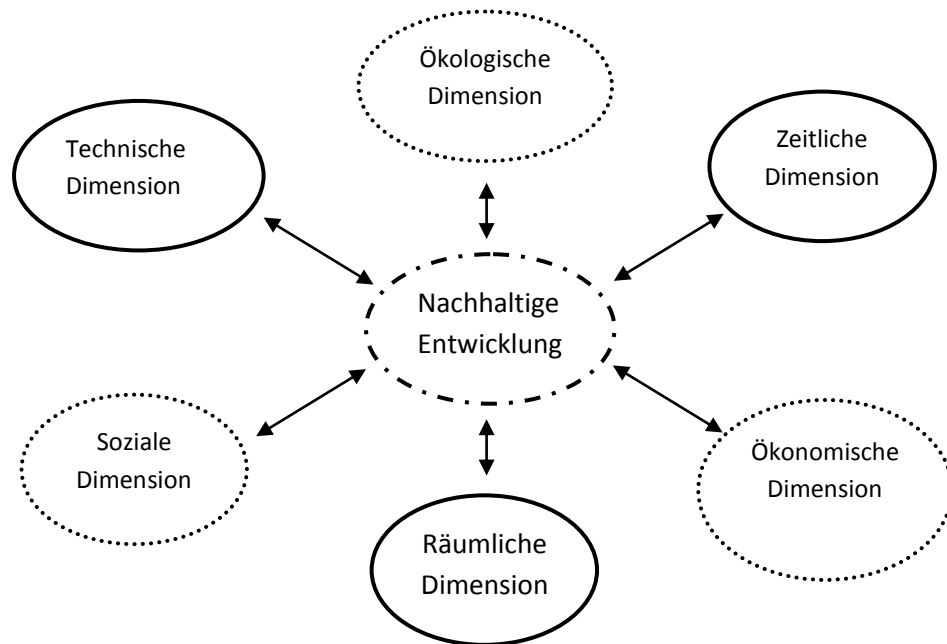 Ökologische
Dimension
Technische
Dimension
Zeitliche
Dimension
Nachhaltige
Entwicklung
Soziale
Dimension
Ökonomische
Dimension
Räumliche
Dimension